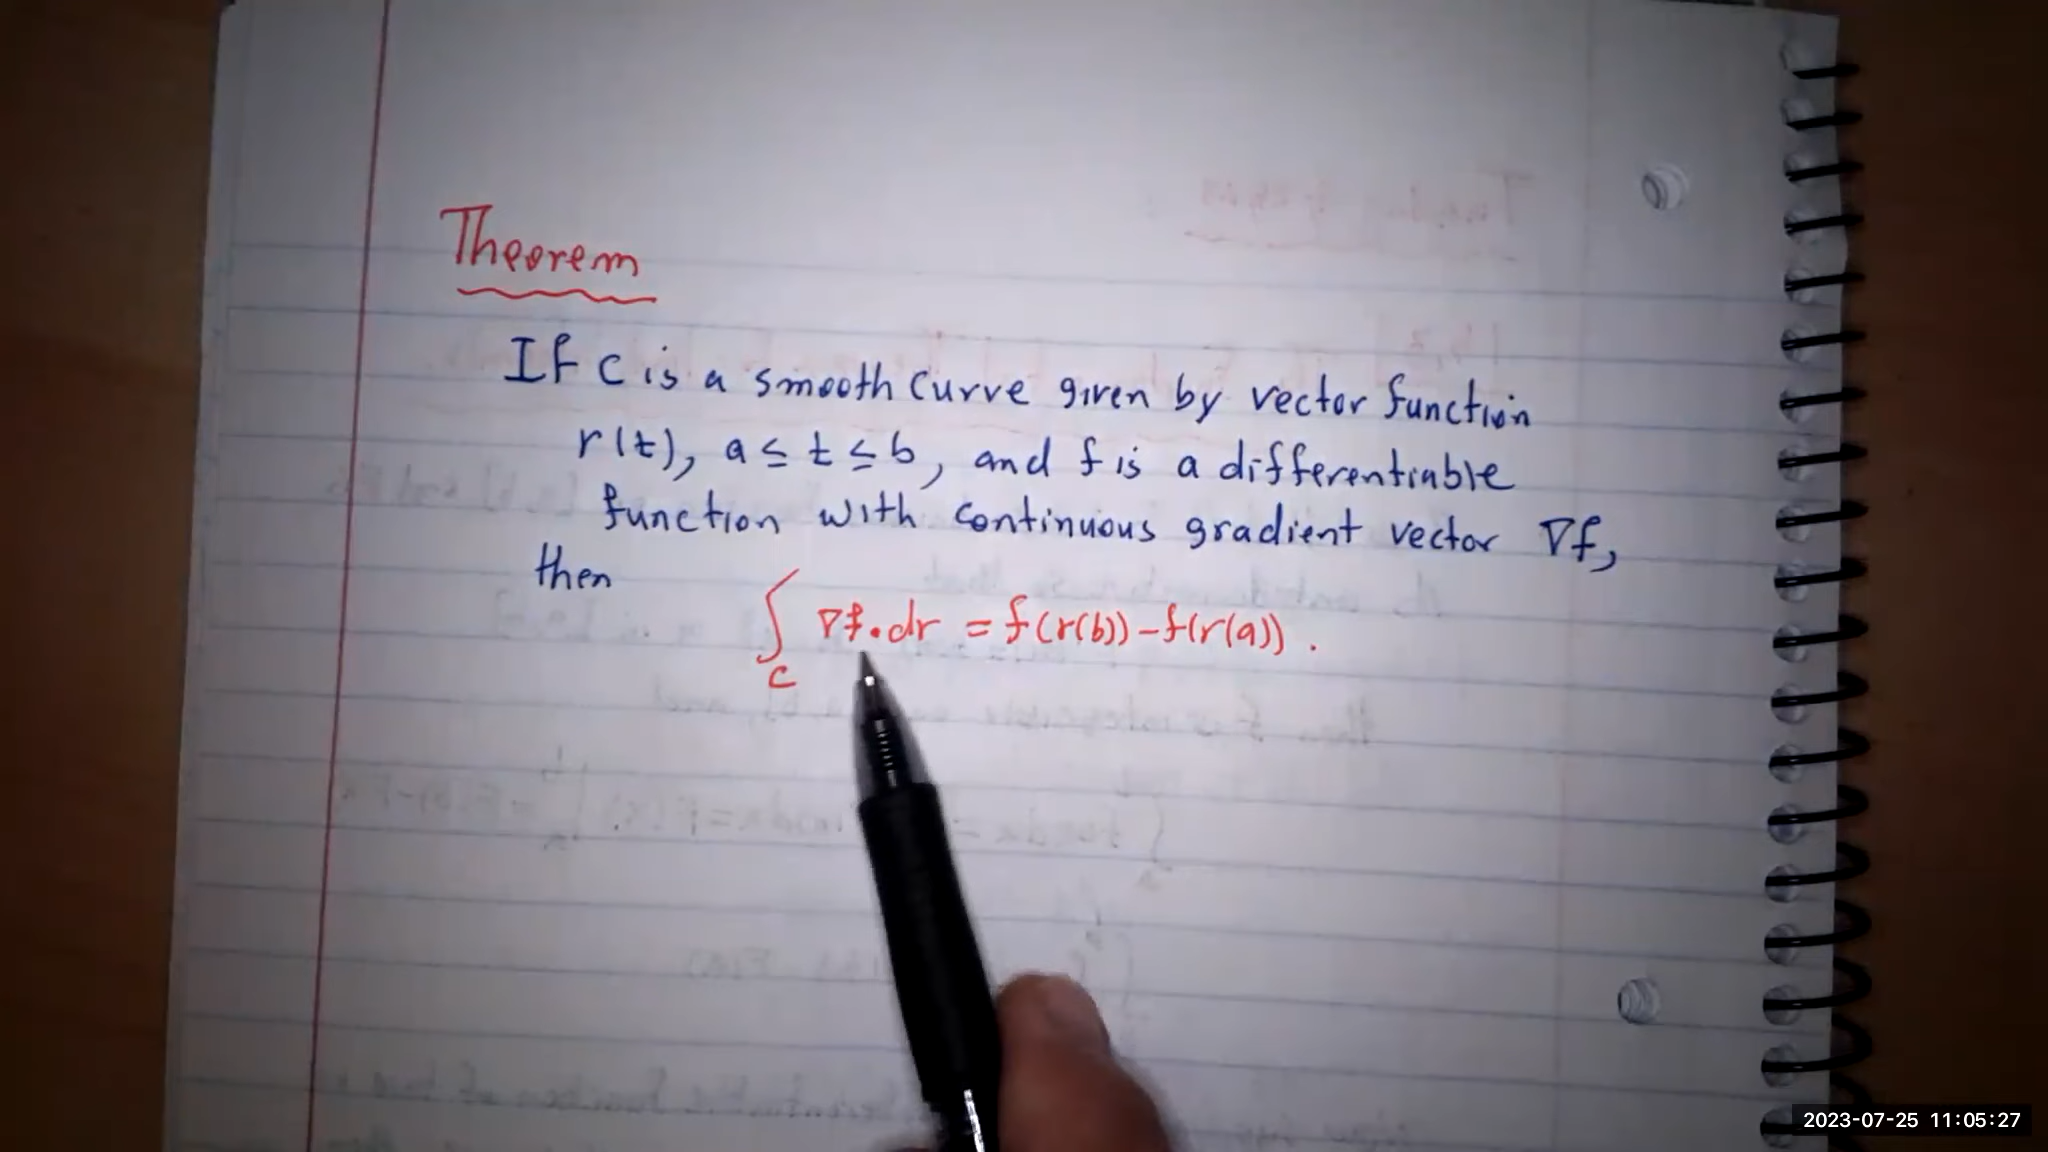 Theorem
If C is a smooth curve given by vector function
r(t), a ≤ t ≤ b, and f is a differentiable
function with continuous gradient vector ∇f,
then
∫_C ∇f · dr = f(r(b)) - f(r(a)).
2023-07-25 11:05:27